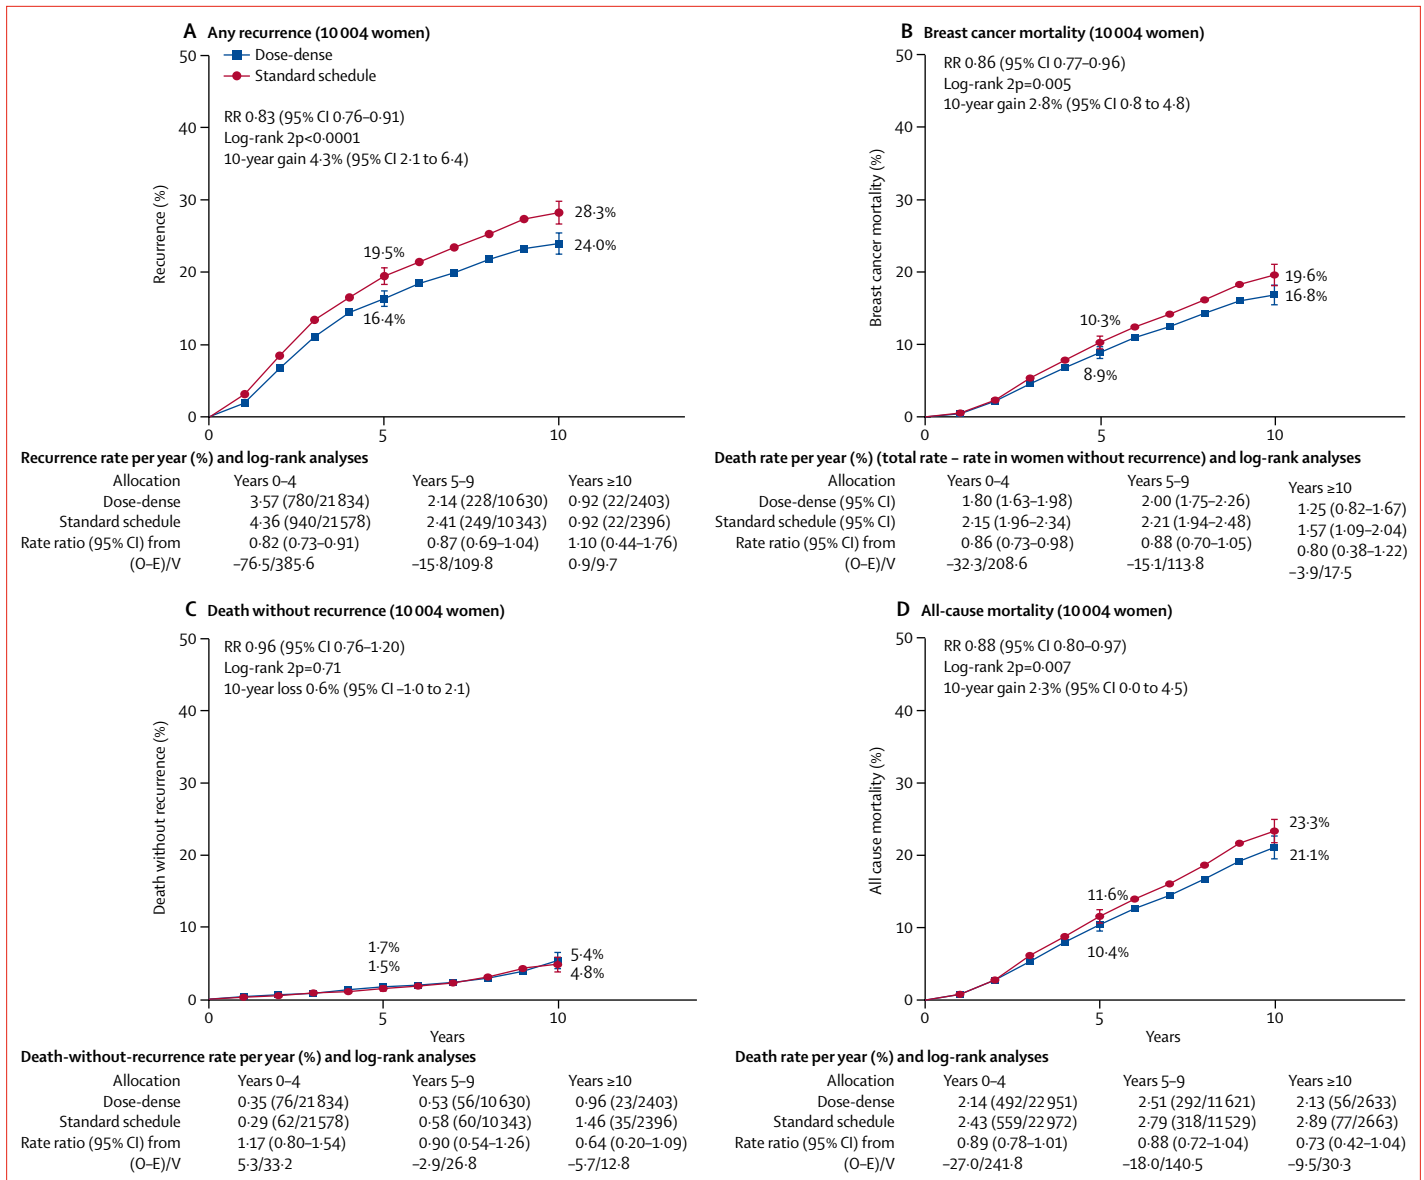 A Any recurrence (10 004 women)
Dose-dense
Standard schedule
RR 0·83 (95% CI 0·76–0·91)
Log-rank 2p<0·0001
10-year gain 4·3% (95% CI 2·1 to 6·4)
Recurrence (%)
50
40
30
20
10
0
28·3%
24·0%
19·5%
16·4%
0 5 10
Recurrence rate per year (%) and log-rank analyses
Allocation Years 0–4 Years 5–9 Years ≥10
Dose-dense 3·57 (780/21 834) 2·14 (228/10 630) 0·92 (22/2403)
Standard schedule 4·36 (940/21 578) 2·41 (249/10 343) 0·92 (22/2396)
Rate ratio (95% CI) from 0·82 (0·73–0·91) 0·87 (0·69–1·04) 1·10 (0·44–1·76)
(O–E)/V –76·5/385·6 –15·8/109·8 0·9/9·7
B Breast cancer mortality (10 004 women)
RR 0·86 (95% CI 0·77–0·96)
Log-rank 2p=0·005
10-year gain 2·8% (95% CI 0·8 to 4·8)
Breast cancer mortality (%)
50
40
30
20
10
0
19·6%
16·8%
10·3%
8·9%
0 5 10
Death rate per year (%) (total rate – rate in women without recurrence) and log-rank analyses
Allocation Years 0–4 Years 5–9 Years ≥10
Dose-dense (95% CI) 1·80 (1·63–1·98) 2·00 (1·75–2·26) 1·25 (0·82–1·67)
Standard schedule (95% CI) 2·15 (1·96–2·34) 2·21 (1·94–2·48) 1·57 (1·09–2·04)
Rate ratio (95% CI) from 0·86 (0·73–0·98) 0·88 (0·70–1·05) 0·80 (0·38–1·22)
(O–E)/V –32·3/208·6 –15·1/113·8 –3·9/17·5
C Death without recurrence (10 004 women)
RR 0·96 (95% CI 0·76–1·20)
Log-rank 2p=0·71
10-year loss 0·6% (95% CI –1·0 to 2·1)
Death without recurrence (%)
50
40
30
20
10
0
1·7%
1·5%
5·4%
4·8%
0 5 10
Years
Death-without-recurrence rate per year (%) and log-rank analyses
Allocation Years 0–4 Years 5–9 Years ≥10
Dose-dense 0·35 (76/21 834) 0·53 (56/10 630) 0·96 (23/2403)
Standard schedule 0·29 (62/21 578) 0·58 (60/10 343) 1·46 (35/2396)
Rate ratio (95% CI) from 1·17 (0·80–1·54) 0·90 (0·54–1·26) 0·64 (0·20–1·09)
(O–E)/V 5·3/33·2 –2·9/26·8 –5·7/12·8
D All-cause mortality (10 004 women)
RR 0·88 (95% CI 0·80–0·97)
Log-rank 2p=0·007
10-year gain 2·3% (95% CI 0·0 to 4·5)
All cause mortality (%)
50
40
30
20
10
0
23·3%
21·1%
11·6%
10·4%
0 5 10
Years
Death rate per year (%) and log-rank analyses
Allocation Years 0–4 Years 5–9 Years ≥10
Dose-dense 2·14 (492/22 951) 2·51 (292/11 621) 2·13 (56/2633)
Standard schedule 2·43 (559/22 972) 2·79 (318/11 529) 2·89 (77/2663)
Rate ratio (95% CI) from 0·89 (0·78–1·01) 0·88 (0·72–1·04) 0·73 (0·42–1·04)
(O–E)/V –27·0/241·8 –18·0/140·5 –9·5/30·3